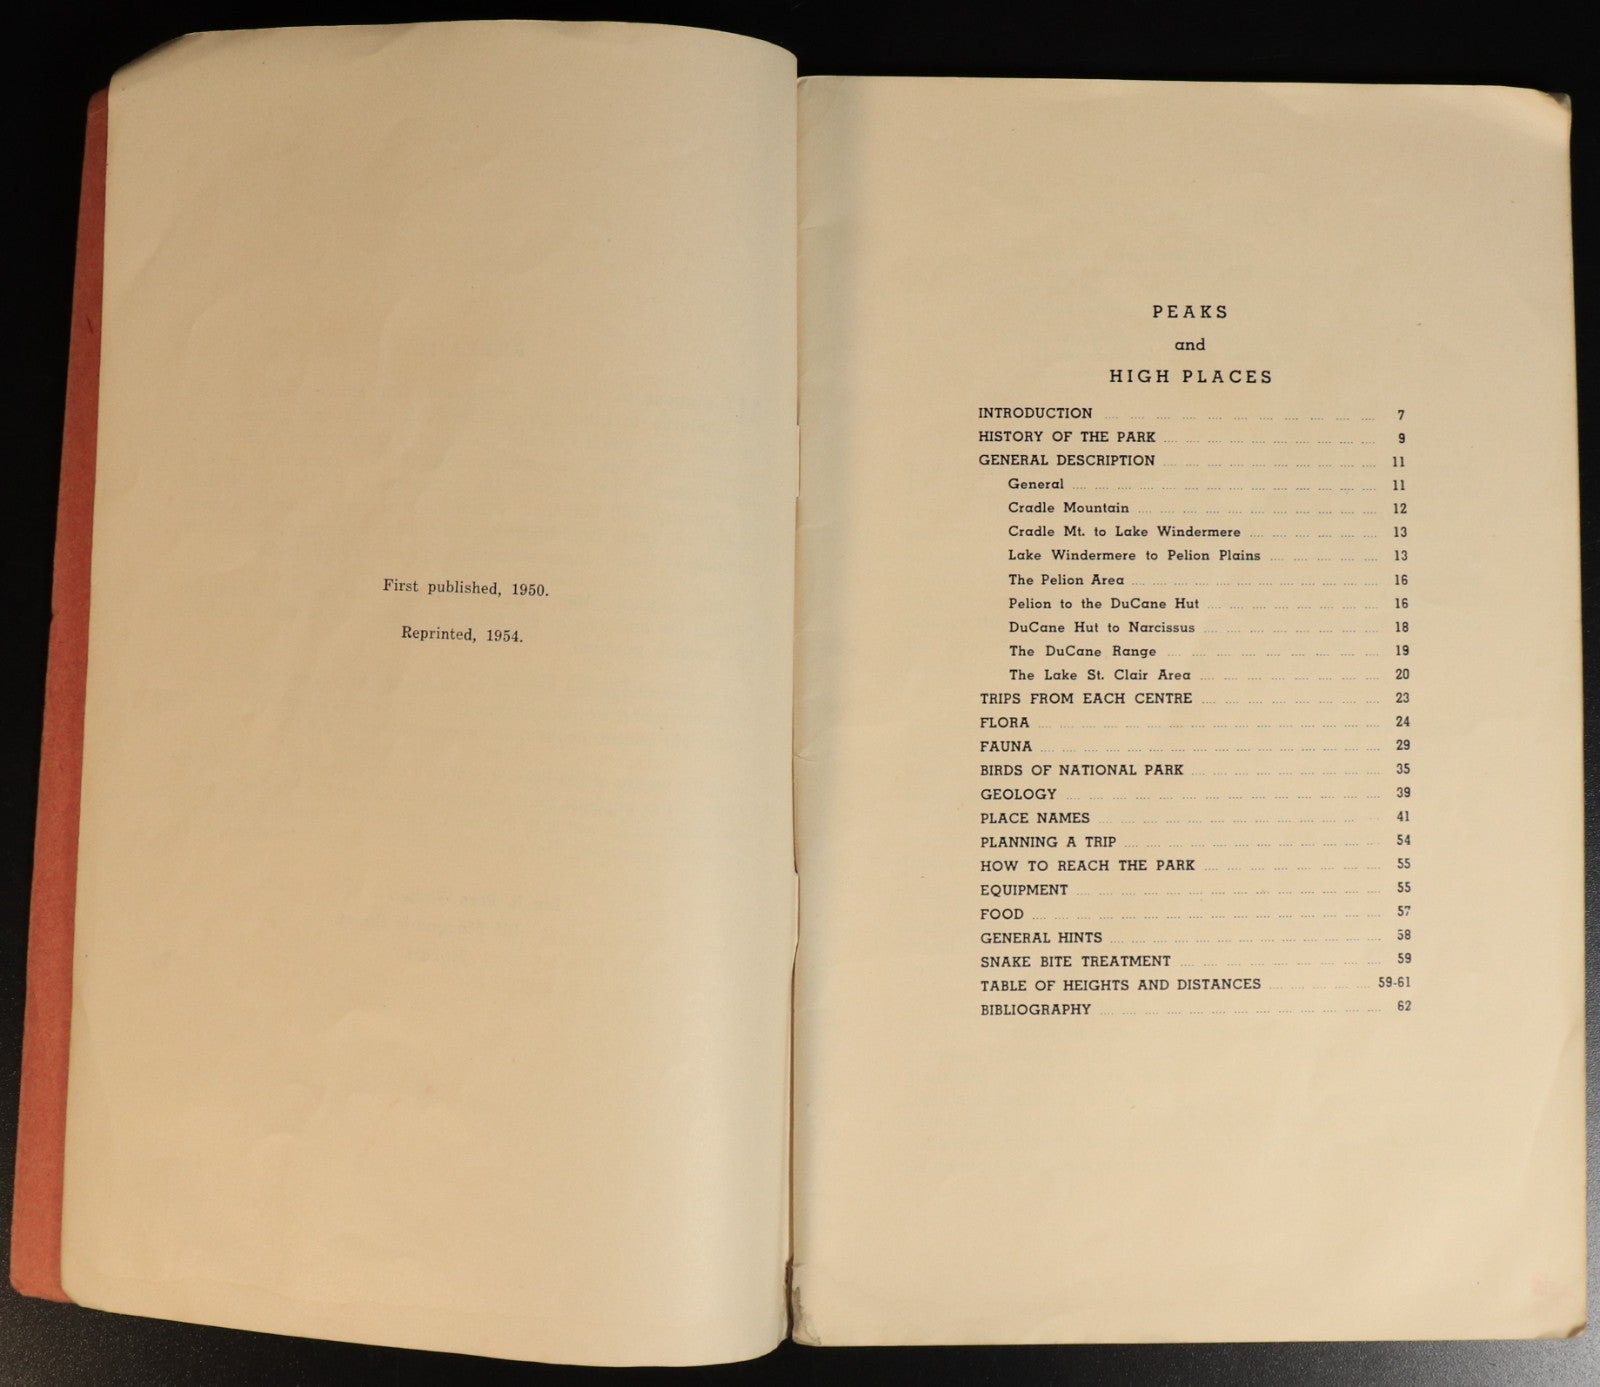 First published, 1950.
Reprinted, 1954.
PEAKS
and
HIGH PLACES
INTRODUCTION 7
HISTORY OF THE PARK 9
GENERAL DESCRIPTION 11
General 11
Cradle Mountain 12
Cradle Mt. to Lake Windermere 13
Lake Windermere to Pelion Plains 13
The Pelion Area 16
Pelion to the DuCane Hut 16
DuCane Hut to Narcissus 18
The DuCane Range 19
The Lake St. Clair Area 20
TRIPS FROM EACH CENTRE 23
FLORA 24
FAUNA 29
BIRDS OF NATIONAL PARK 35
GEOLOGY 39
PLACE NAMES 41
PLANNING A TRIP 54
HOW TO REACH THE PARK 55
EQUIPMENT 55
FOOD 57
GENERAL HINTS 58
SNAKE BITE TREATMENT 59
TABLE OF HEIGHTS AND DISTANCES 59-61
BIBLIOGRAPHY 62